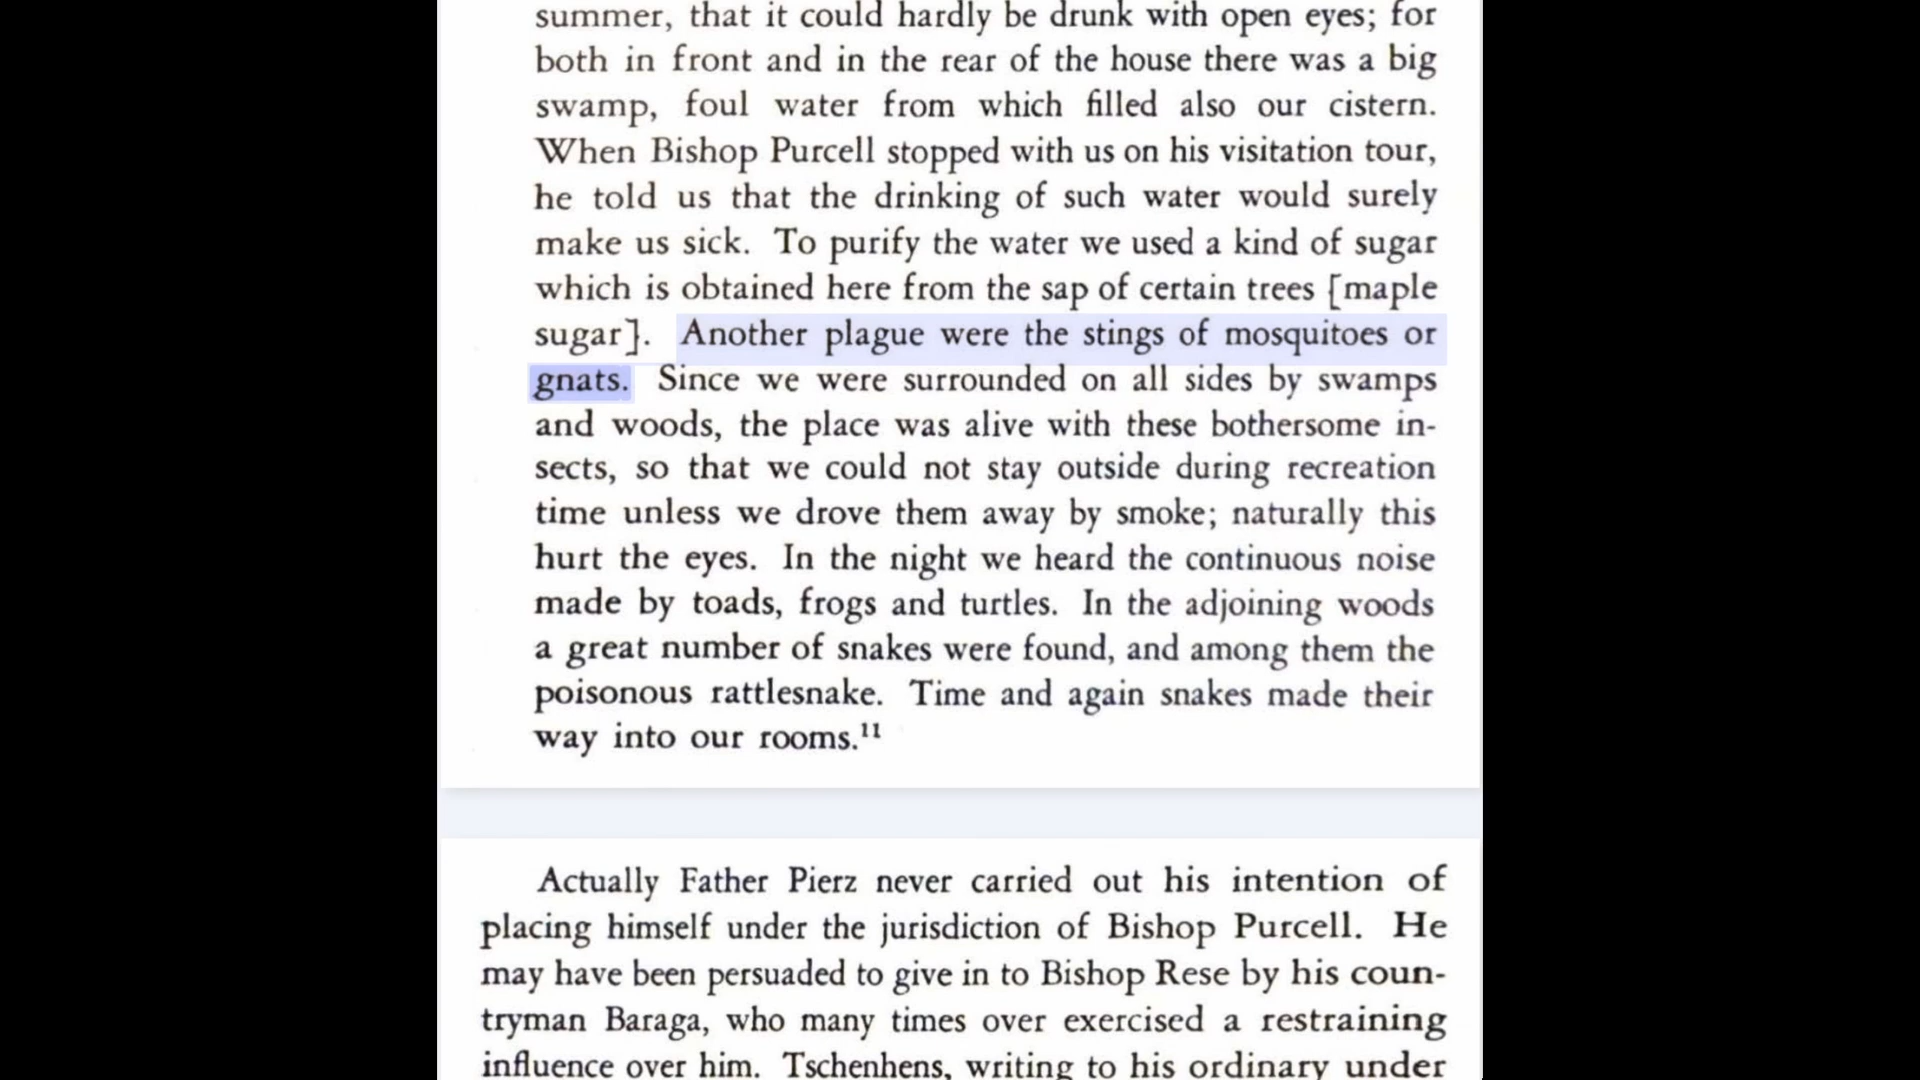 summer, that it could hardly be drunk with open eyes; for
both in front and in the rear of the house there was a big
swamp, foul water from which filled also our cistern.
When Bishop Purcell stopped with us on his visitation tour,
he told us that the drinking of such water would surely
make us sick. To purify the water we used a kind of sugar
which is obtained here from the sap of certain trees [maple
sugar]. Another plague were the stings of mosquitoes or
gnats. Since we were surrounded on all sides by swamps
and woods, the place was alive with these bothersome in-
sects, so that we could not stay outside during recreation
time unless we drove them away by smoke; naturally this
hurt the eyes. In the night we heard the continuous noise
made by toads, frogs and turtles. In the adjoining woods
a great number of snakes were found, and among them the
poisonous rattlesnake. Time and again snakes made their
way into our rooms.¹¹
Actually Father Pierz never carried out his intention of
placing himself under the jurisdiction of Bishop Purcell. He
may have been persuaded to give in to Bishop Rese by his coun-
tryman Baraga, who many times over exercised a restraining
influence over him. Tschenhens, writing to his ordinary under